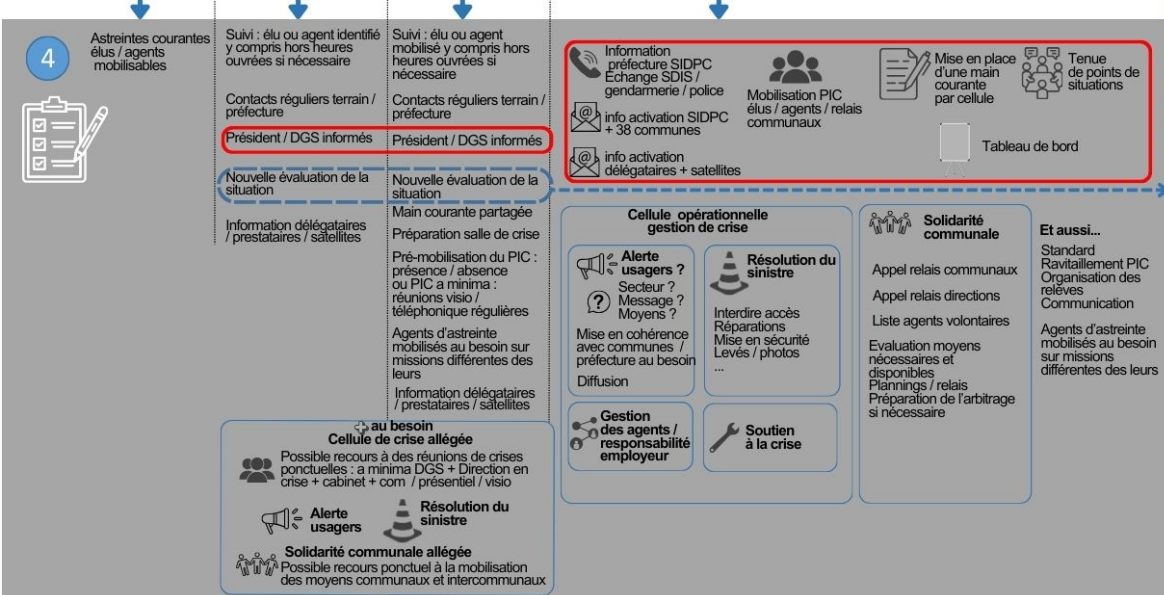 4
Astreintes courantes
élus / agents
mobilisables
Suivi : élu ou agent identifié
y compris hors heures
ouvrées si nécessaire
Contacts réguliers terrain /
préfecture
Président / DGS informés
Nouvelle évaluation de la
situation
Information délégataires
/ prestataires / satellites
Suivi : élu ou agent
mobilisé y compris hors
heures ouvrées si
nécessaire
Contacts réguliers terrain /
préfecture
Président / DGS informés
Nouvelle évaluation de la
situation
Main courante partagée
Préparation salle de crise
Pré-mobilisation du PIC :
présence / absence
ou PIC a minima :
réunions visio /
téléphonique régulières
Agents d'astreinte
mobilisés au besoin sur
missions différentes des
leurs
Information délégataires
/ prestataires / satellites
au besoin
Cellule de crise allégée
Possible recours à des réunions de crises
ponctuelles : a minima DGS + Direction en
crise + cabinet + com / présentiel / visio
Alerte
usagers
Résolution du
sinistre
Solidarité communale allégée
Possible recours ponctuel à la mobilisation
des moyens communaux et intercommunaux
Information
préfecture SIDPC
Échange SDIS /
gendarmerie / police
@ info activation SIDPC
+ 38 communes
@ info activation
délégataires + satellites
Mobilisation PIC
élus / agents / relais
communaux
Mise en place
d'une main
courante
par cellule
Tenue
de points de
situations
Tableau de bord
Cellule opérationnelle
gestion de crise
Alerte
usagers ?
? Secteur ?
Message ?
Moyens ?
Mise en cohérence
avec communes /
préfecture au besoin
Diffusion
Résolution du
sinistre
Interdire accès
Réparations
Mise en sécurité
Levés / photos
...
Gestion
des agents /
responsabilité
employeur
Soutien
à la crise
Solidarité
communale
Appel relais communaux
Appel relais directions
Liste agents volontaires
Evaluation moyens
nécessaires et
disponibles
Plannings / relais
Préparation de l'arbitrage
si nécessaire
Et aussi...
Standard
Ravitaillement PIC
Organisation des
relèves
Communication
Agents d'astreinte
mobilisés au besoin
sur missions
différentes des leurs